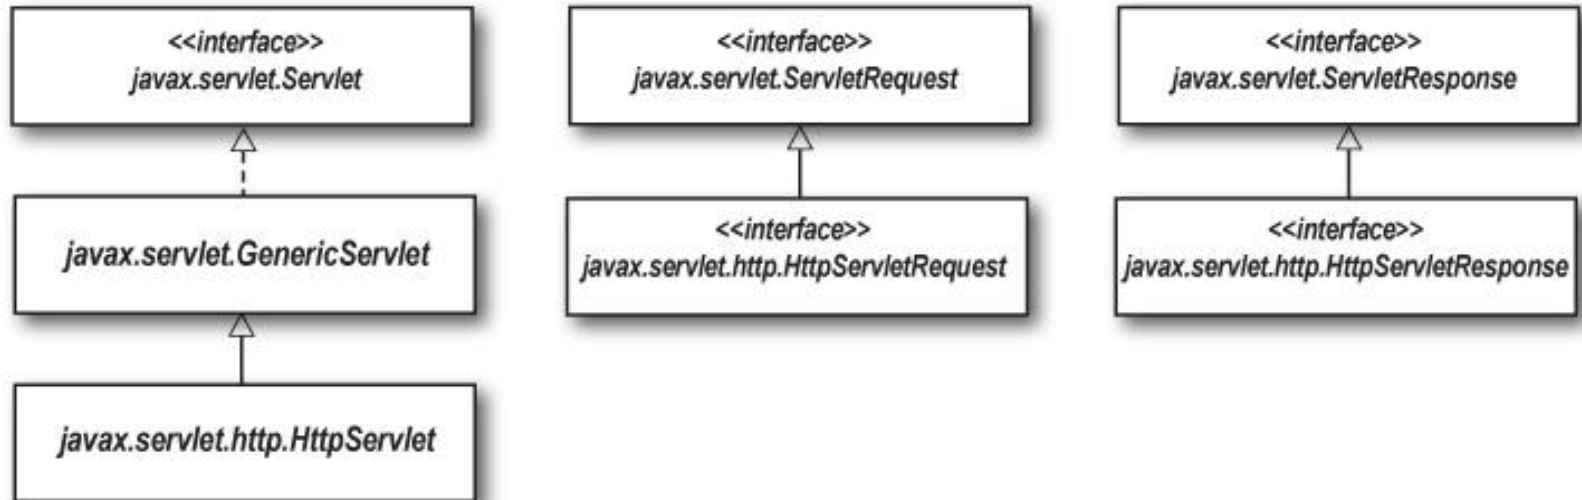 <<interface>>
javax.servlet.Servlet
<<interface>>
javax.servlet.ServletRequest
<<interface>>
javax.servlet.ServletResponse
javax.servlet.GenericServlet
<<interface>>
javax.servlet.http.HttpServletRequest
<<interface>>
javax.servlet.http.HttpServletResponse
javax.servlet.http.HttpServlet